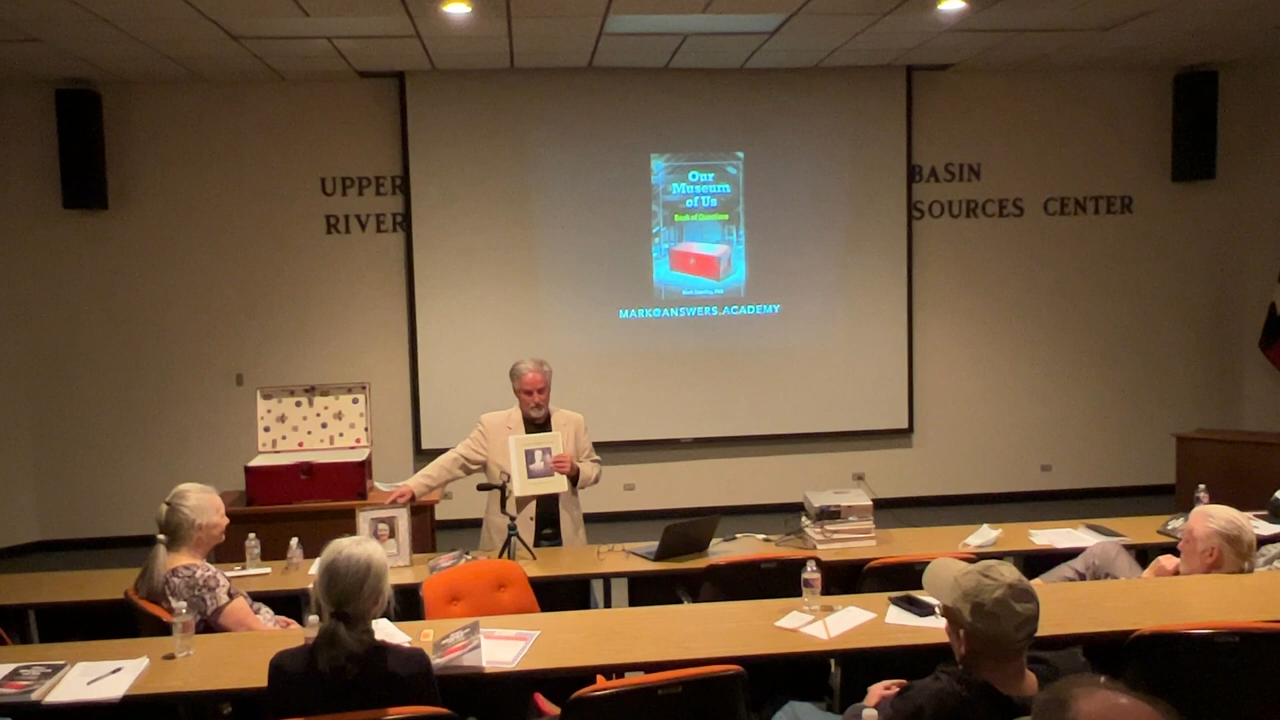 UPPER
RIVER
BASIN
SOURCES CENTER
Our
Museum
of Us
Book of Questions
MARK@ANSWERS.ACADEMY